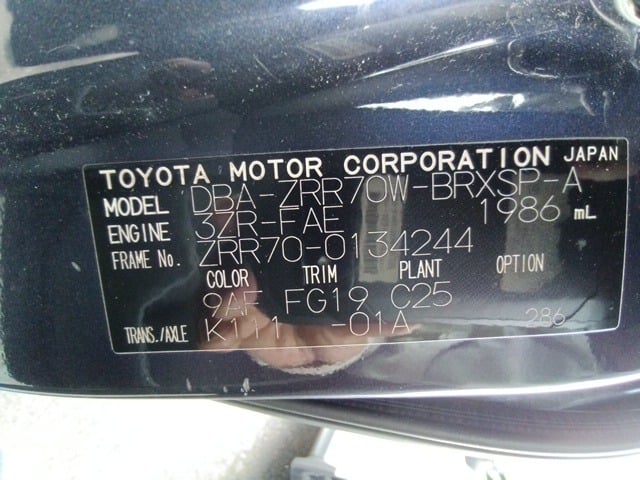 TOYOTA MOTOR CORPORATION JAPAN
MODEL DBA-ZRR70W-BRXSP-A
ENGINE 3ZR-FAE 1986 mL
FRAME No. ZRR70-0134244
COLOR TRIM PLANT OPTION
9AF FG19 C25
TRANS./AXLE K111 -01A 286